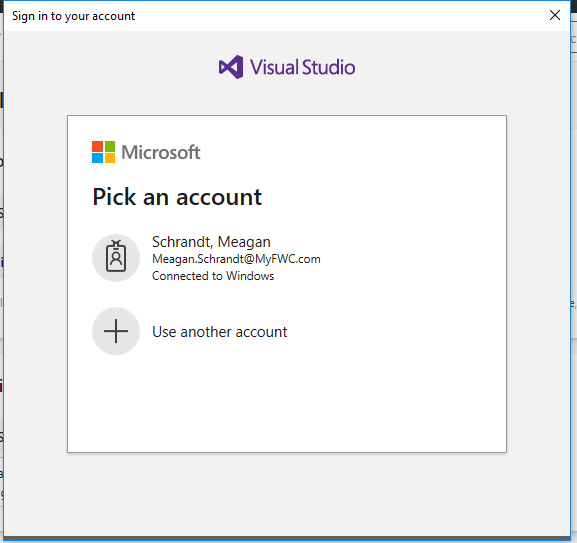 Sign in to your account
Visual Studio
Microsoft
Pick an account
Schrandt, Meagan
Meagan.Schrandt@MyFWC.com
Connected to Windows
Use another account